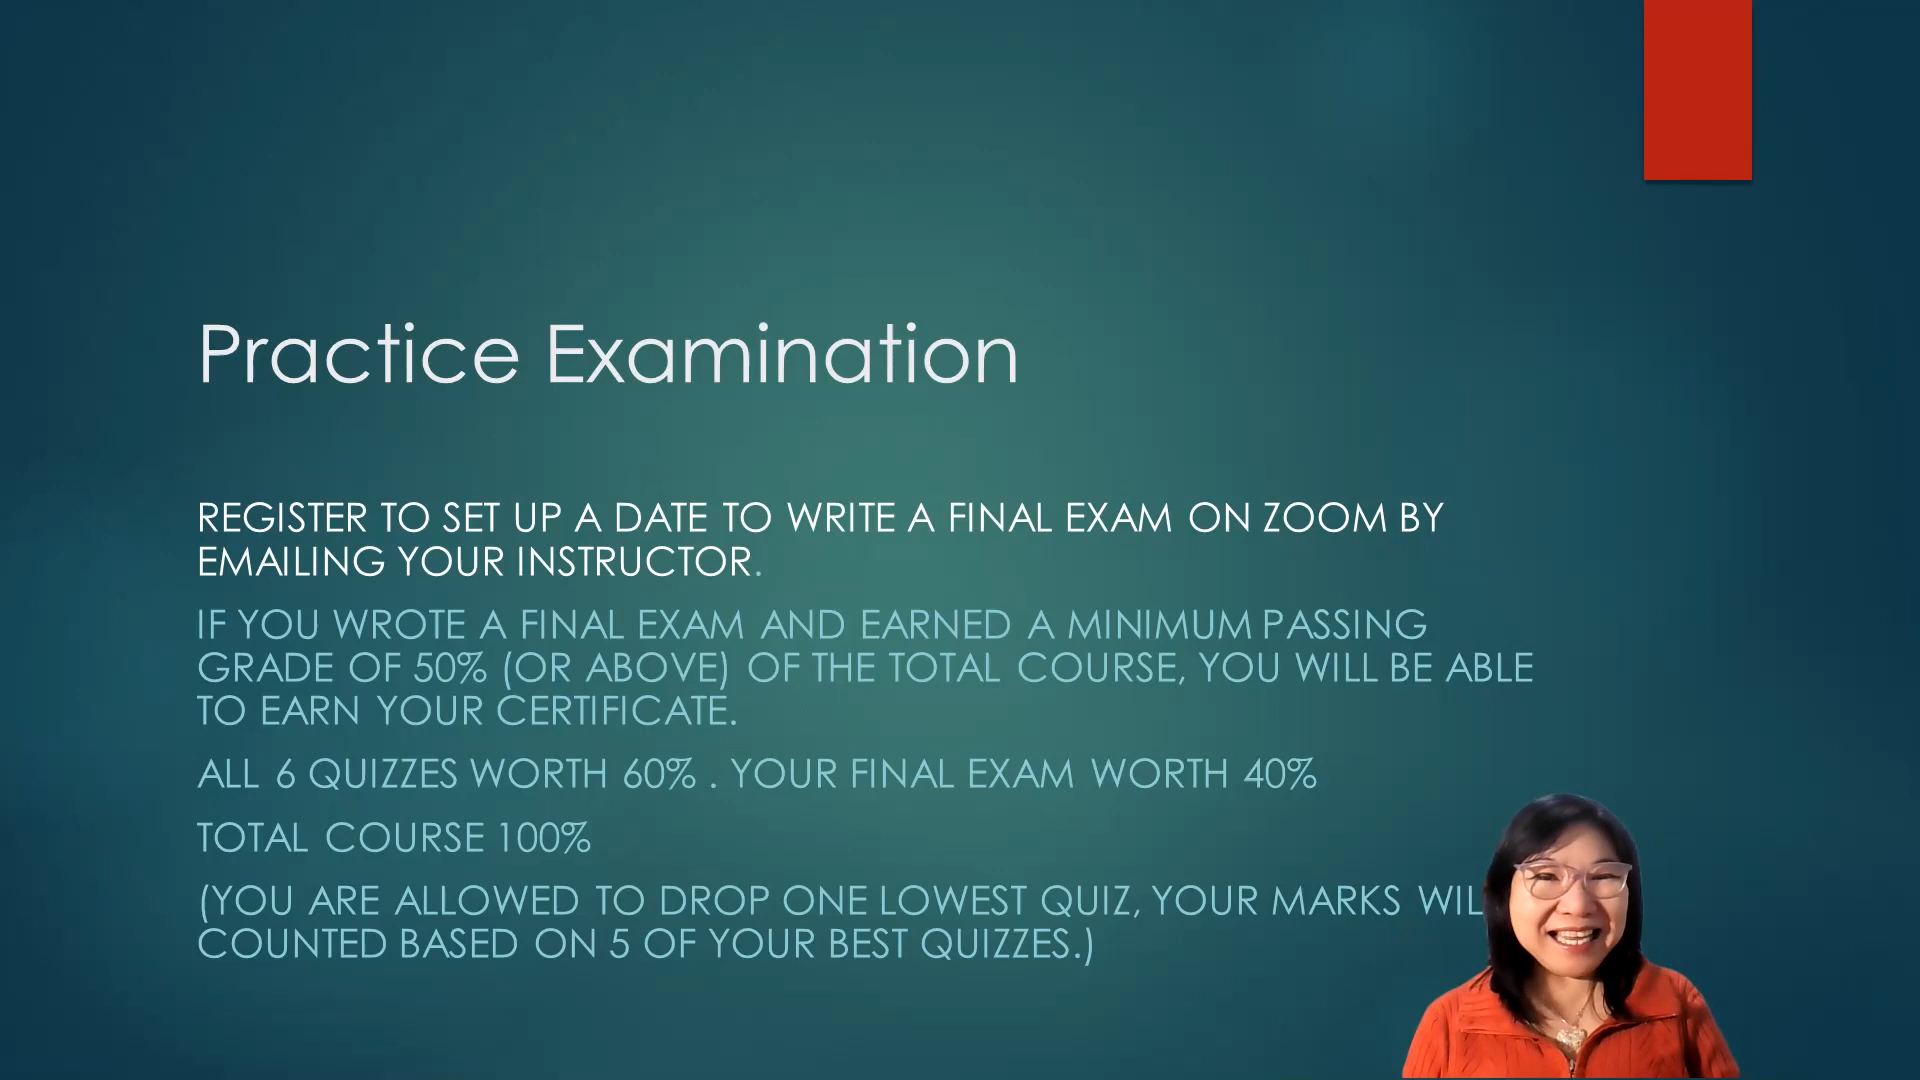 Practice Examination
REGISTER TO SET UP A DATE TO WRITE A FINAL EXAM ON ZOOM BY
EMAILING YOUR INSTRUCTOR.
IF YOU WROTE A FINAL EXAM AND EARNED A MINIMUM PASSING
GRADE OF 50% (OR ABOVE) OF THE TOTAL COURSE, YOU WILL BE ABLE
TO EARN YOUR CERTIFICATE.
ALL 6 QUIZZES WORTH 60% . YOUR FINAL EXAM WORTH 40%
TOTAL COURSE 100%
(YOU ARE ALLOWED TO DROP ONE LOWEST QUIZ, YOUR MARKS
COUNTED BASED ON 5 OF YOUR BEST QUIZZES.)